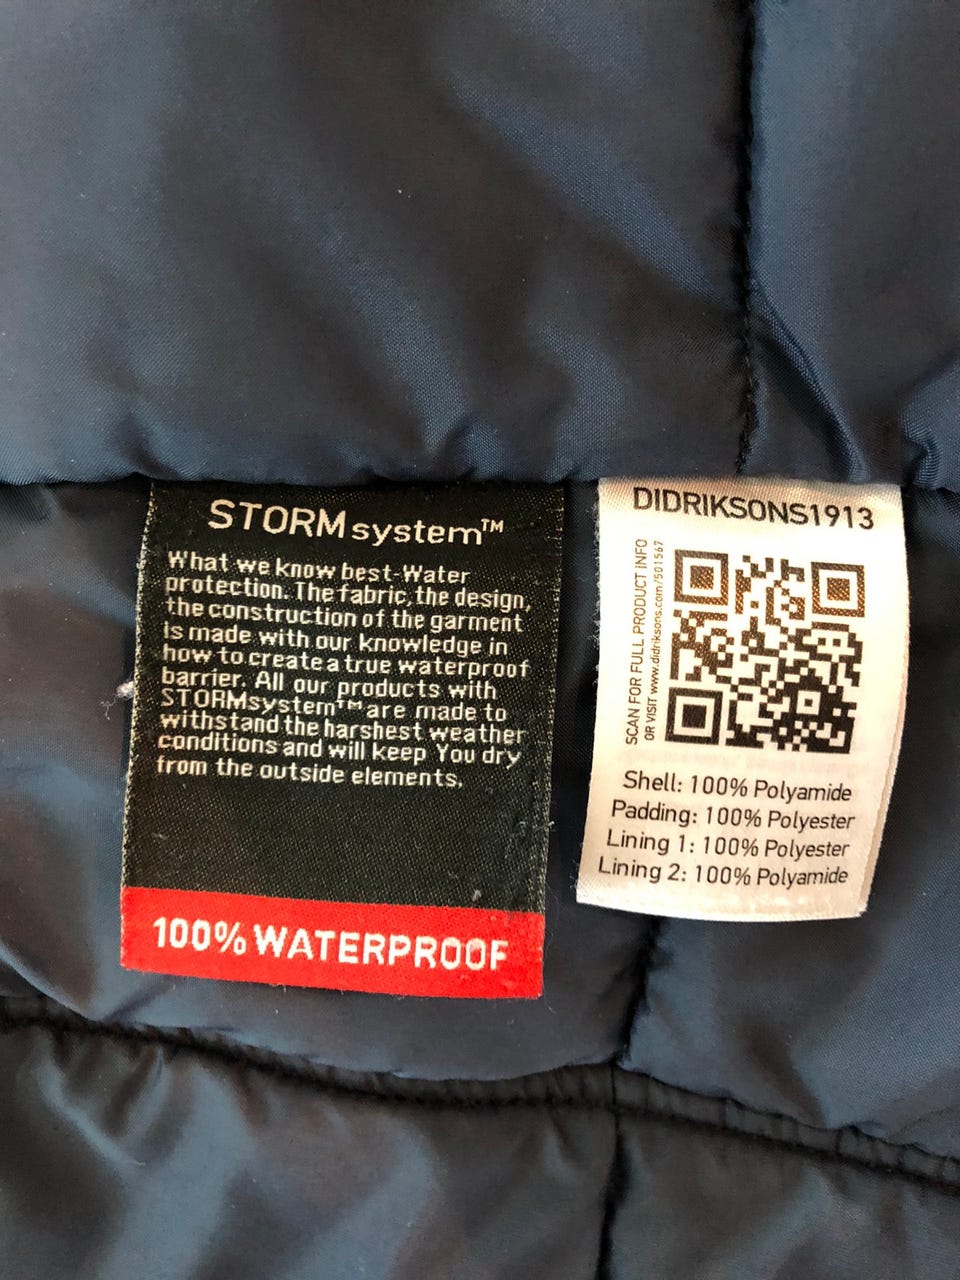 STORMsystem™
What we know best-Water
protection. The fabric, the design,
the construction of the garment
is made with our knowledge in
how to create a true waterproof
barrier. All our products with
STORMsystem™ are made to
withstand the harshest weather
conditions and will keep You dry
from the outside elements.
100% WATERPROOF
DIDRIKSONS1913
SCAN FOR FULL PRODUCT INFO
OR VISIT www.didriksons.com/501567
Shell: 100% Polyamide
Padding: 100% Polyester
Lining 1: 100% Polyester
Lining 2: 100% Polyamide